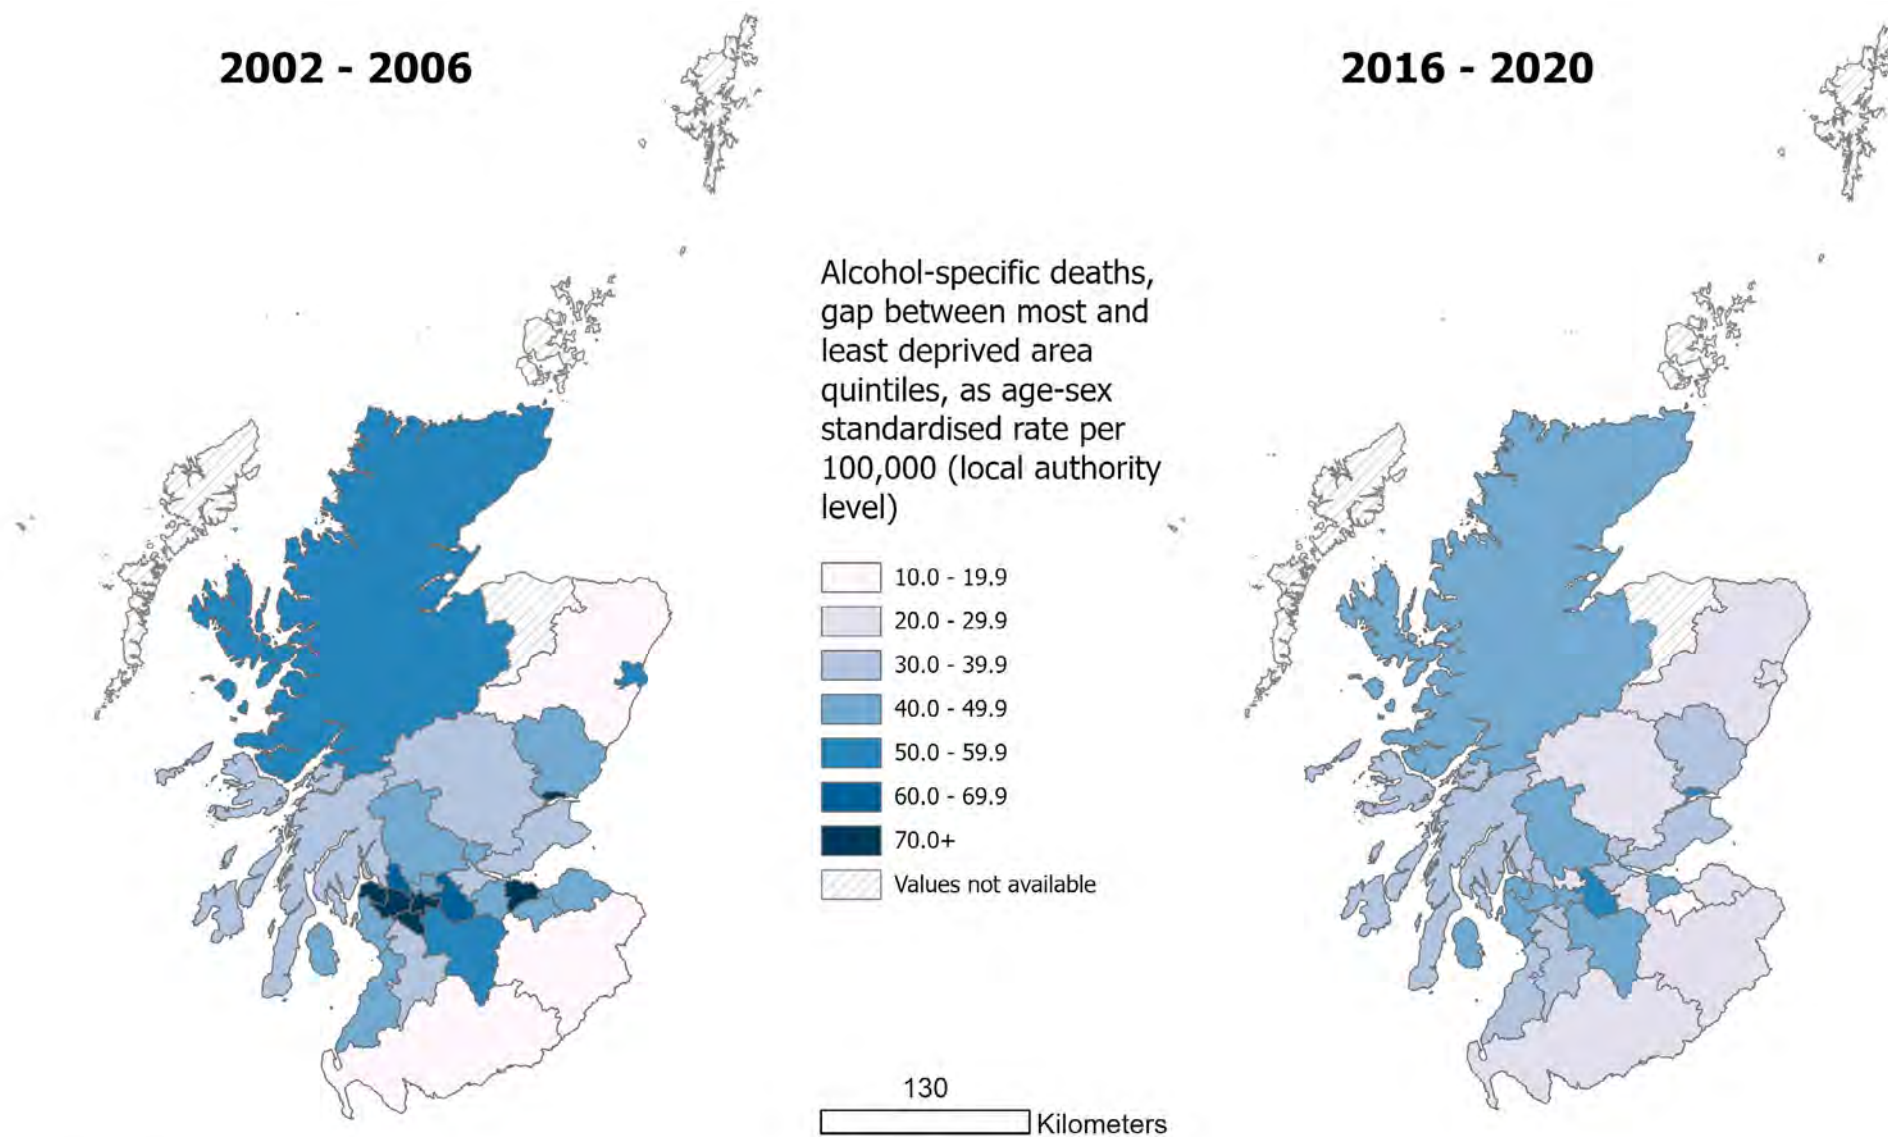 2002 - 2006
2016 - 2020
Alcohol-specific deaths,
gap between most and
least deprived area
quintiles, as age-sex
standardised rate per
100,000 (local authority
level)
10.0 - 19.9
20.0 - 29.9
30.0 - 39.9
40.0 - 49.9
50.0 - 59.9
60.0 - 69.9
70.0+
Values not available
130
Kilometers